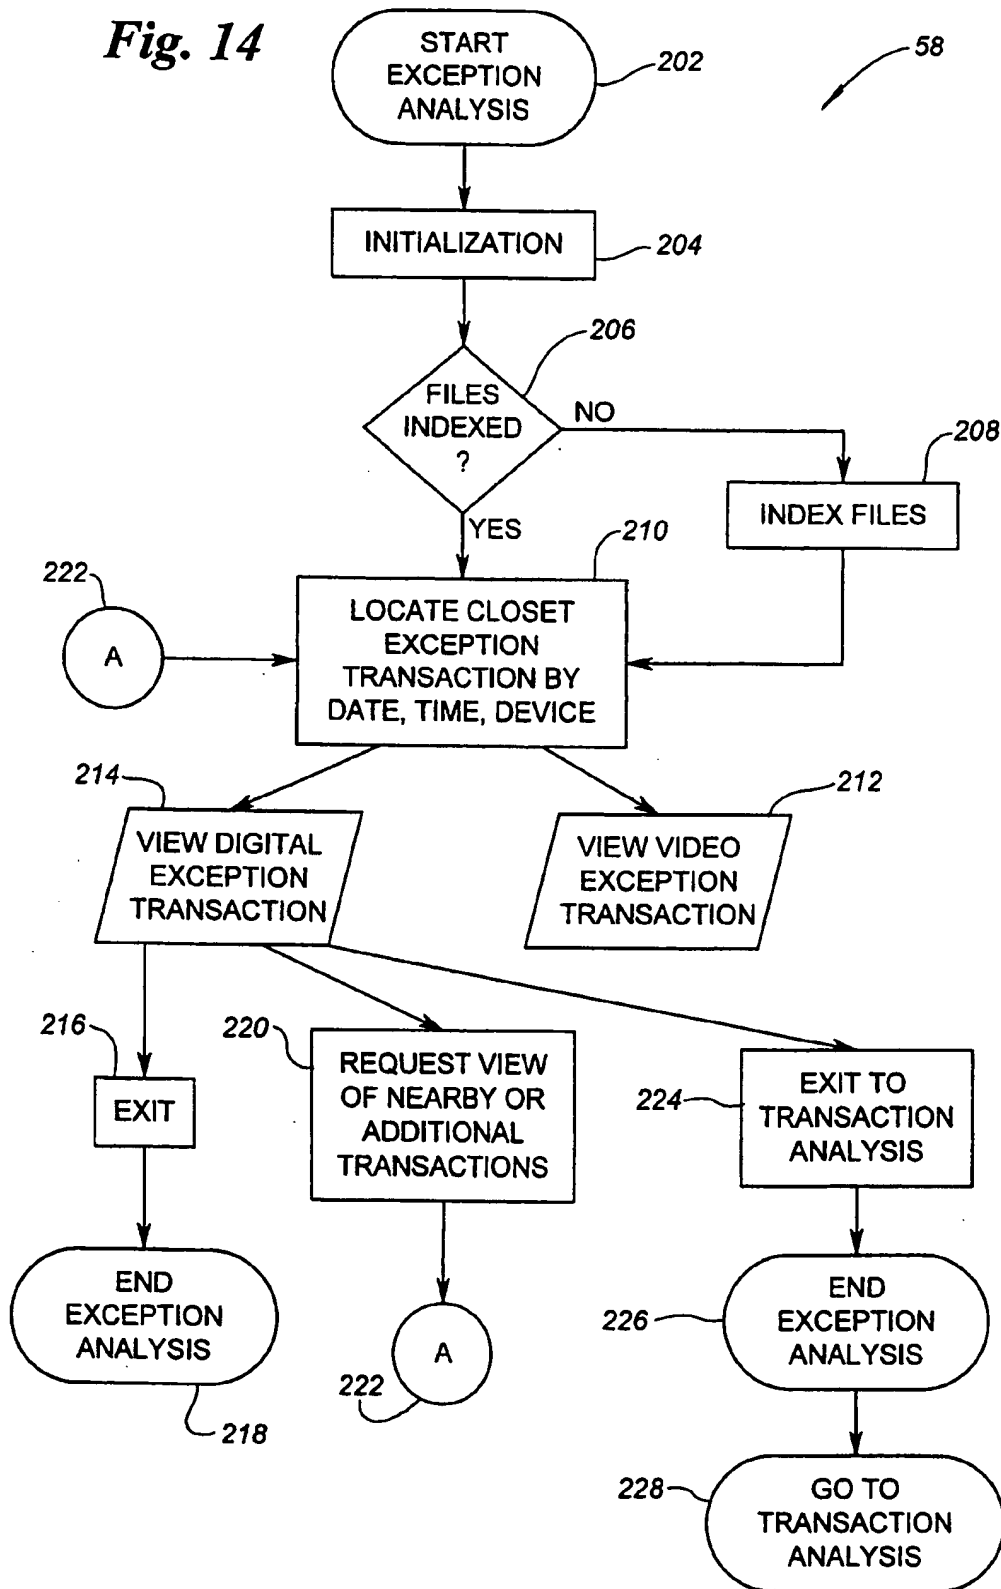 Fig. 14
START
EXCEPTION
ANALYSIS
202
58
INITIALIZATION
204
206
FILES
INDEXED
?
NO
208
INDEX FILES
YES
210
222
A
LOCATE CLOSET
EXCEPTION
TRANSACTION BY
DATE, TIME, DEVICE
214
VIEW DIGITAL
EXCEPTION
TRANSACTION
212
VIEW VIDEO
EXCEPTION
TRANSACTION
216
EXIT
220
REQUEST VIEW
OF NEARBY OR
ADDITIONAL
TRANSACTIONS
224
EXIT TO
TRANSACTION
ANALYSIS
END
EXCEPTION
ANALYSIS
218
A
222
226
END
EXCEPTION
ANALYSIS
228
GO TO
TRANSACTION
ANALYSIS